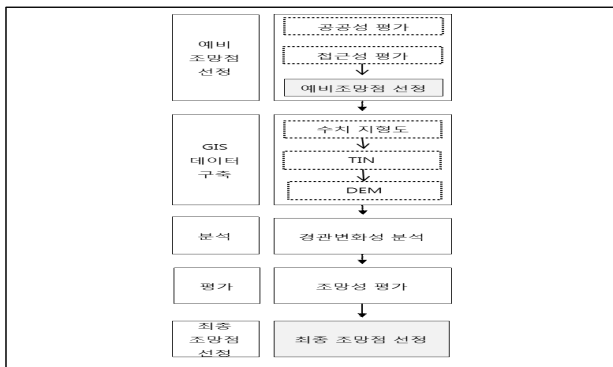 예비
조망점
선정
공공성 평가
접근성 평가
예비조망점 선정
GIS
데이터
구축
수치 지형도
TIN
DEM
분석
경관변화성 분석
평가
조망성 평가
최종
조망점
선정
최종 조망점 선정